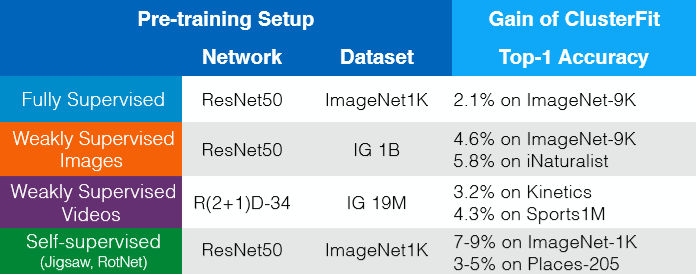 Pre-training Setup
Gain of ClusterFit
Network
Dataset
Top-1 Accuracy
Fully Supervised
ResNet50
ImageNet1K
2.1% on ImageNet-9K
Weakly Supervised
Images
ResNet50
IG 1B
4.6% on ImageNet-9K
5.8% on iNaturalist
Weakly Supervised
Videos
R(2+1)D-34
IG 19M
3.2% on Kinetics
4.3% on Sports1M
Self-supervised
(Jigsaw, RotNet)
ResNet50
ImageNet1K
7-9% on ImageNet-1K
3-5% on Places-205